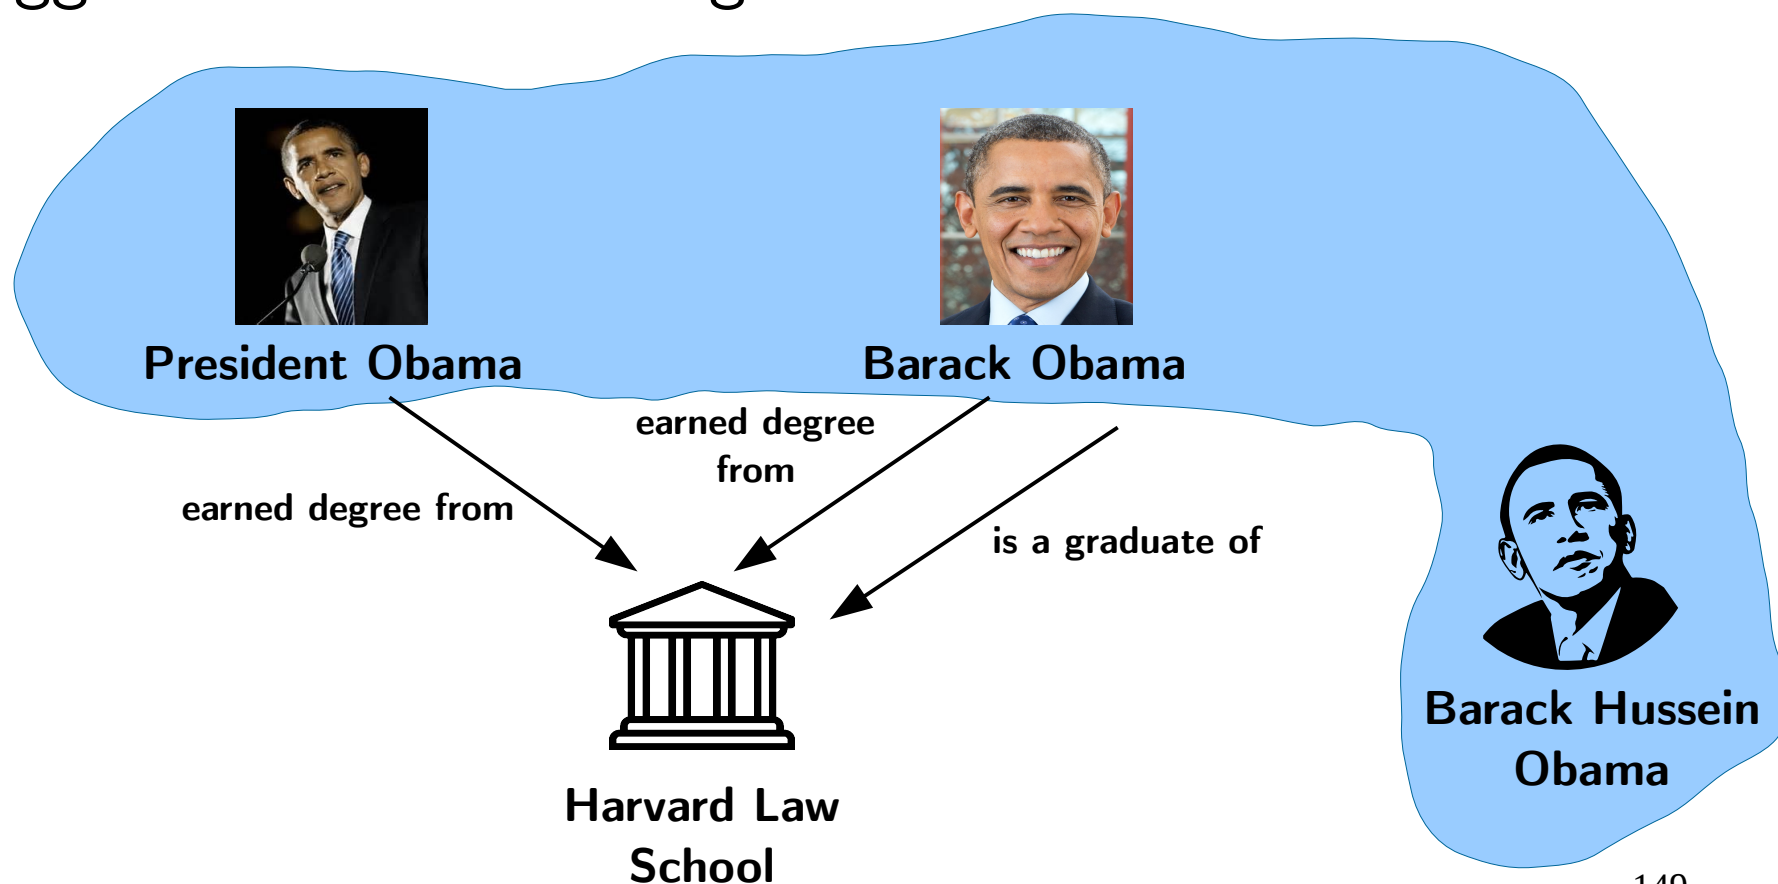 President Obama
Barack Obama
earned degree
from
earned degree from
is a graduate of
Barack Hussein
Obama
Harvard Law
School
149